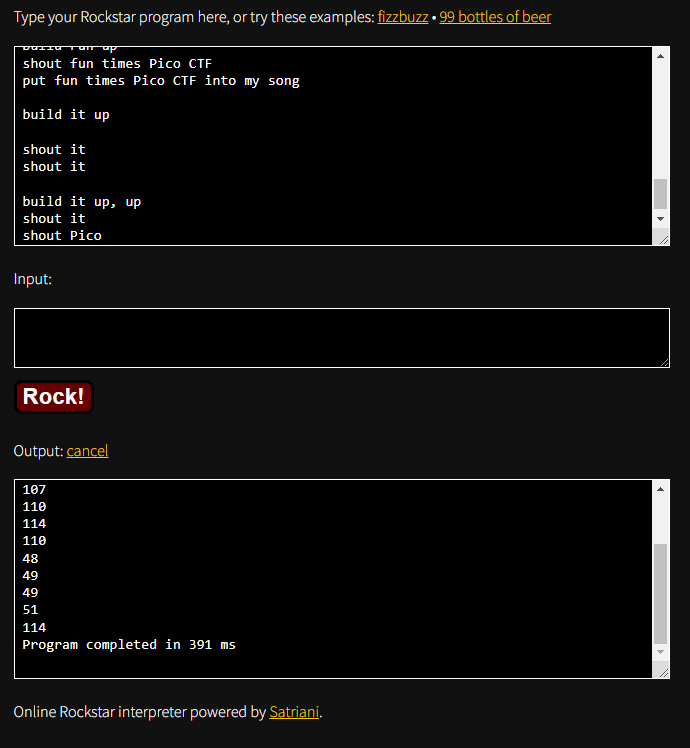 Type your Rockstar program here, or try these examples: fizzbuzz • 99 bottles of beer
build fun up
shout fun times Pico CTF
put fun times Pico CTF into my song
build it up
shout it
shout it
build it up, up
shout it
shout Pico
Input:
Rock!
Output: cancel
107
110
114
110
48
49
49
51
114
Program completed in 391 ms
Online Rockstar interpreter powered by Satriani.